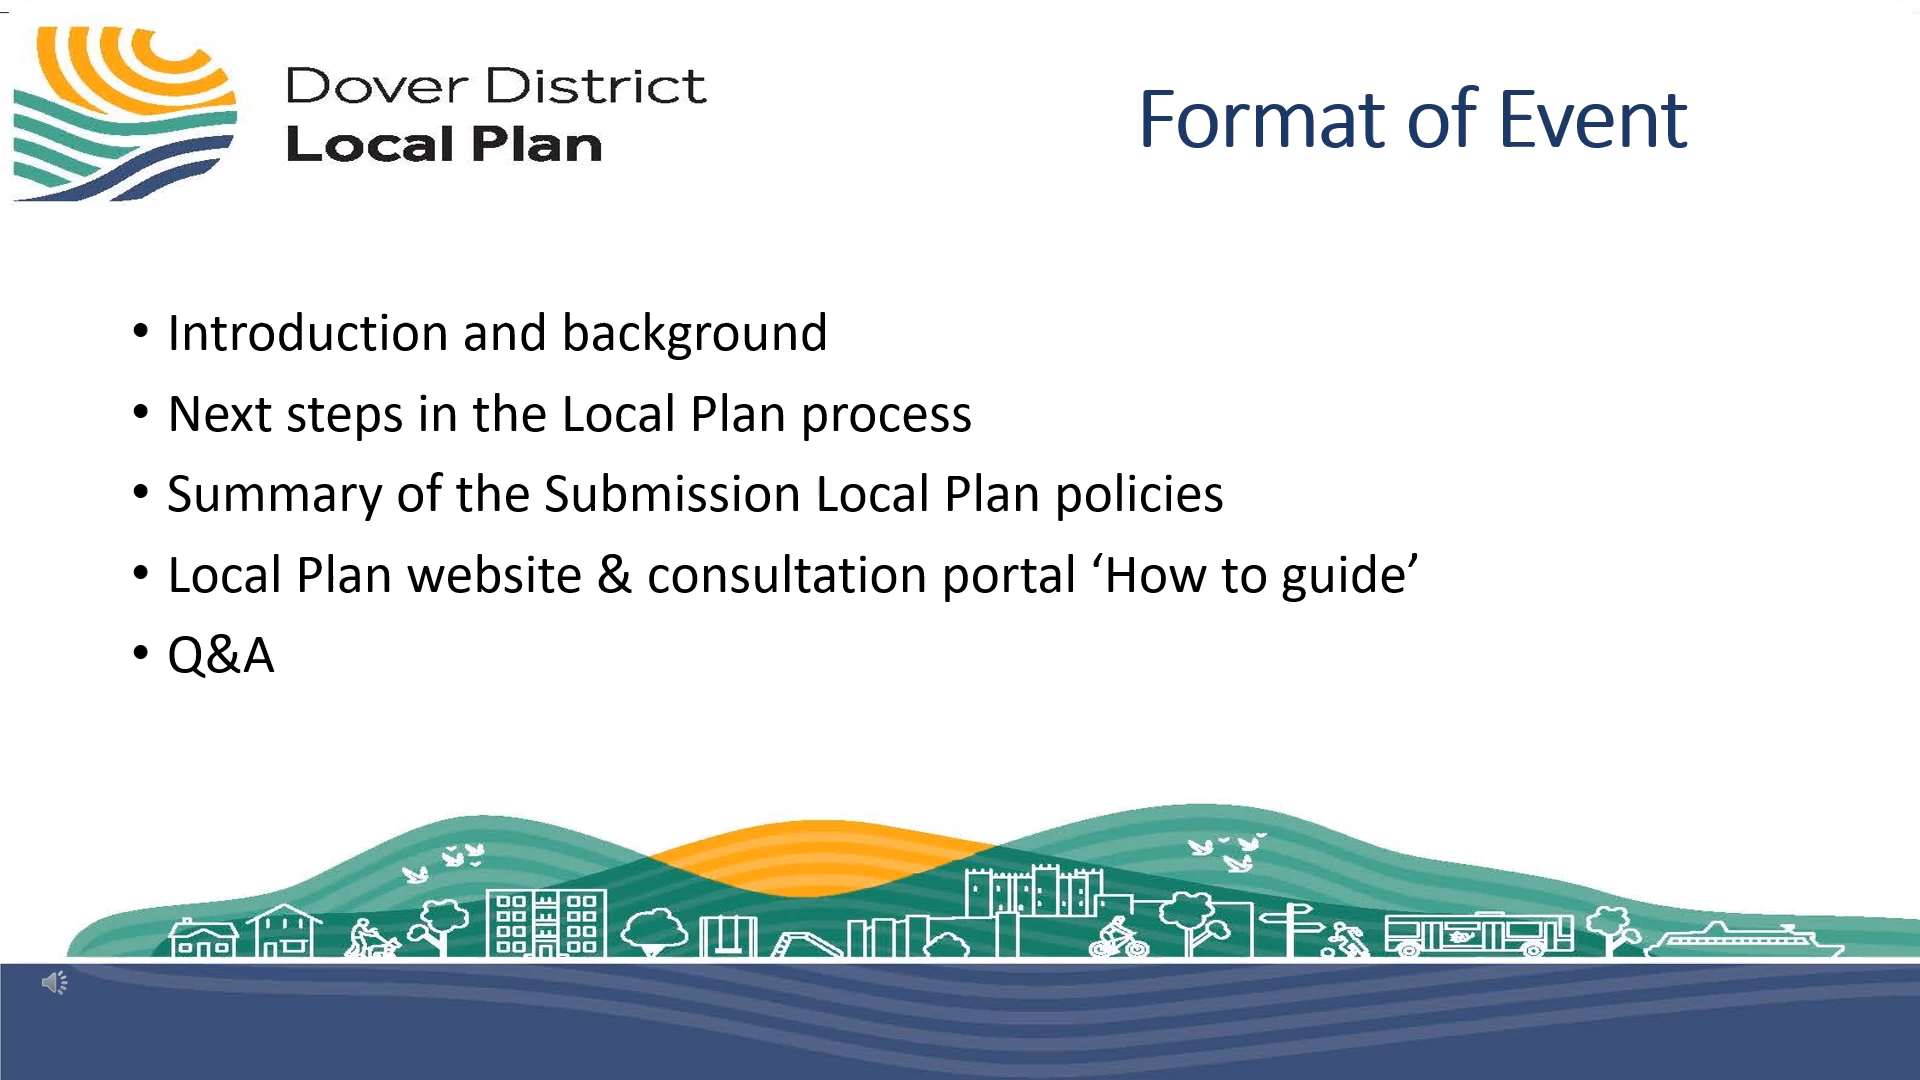 Dover District
Local Plan
Format of Event
• Introduction and background
• Next steps in the Local Plan process
• Summary of the Submission Local Plan policies
• Local Plan website & consultation portal ‘How to guide’
• Q&A